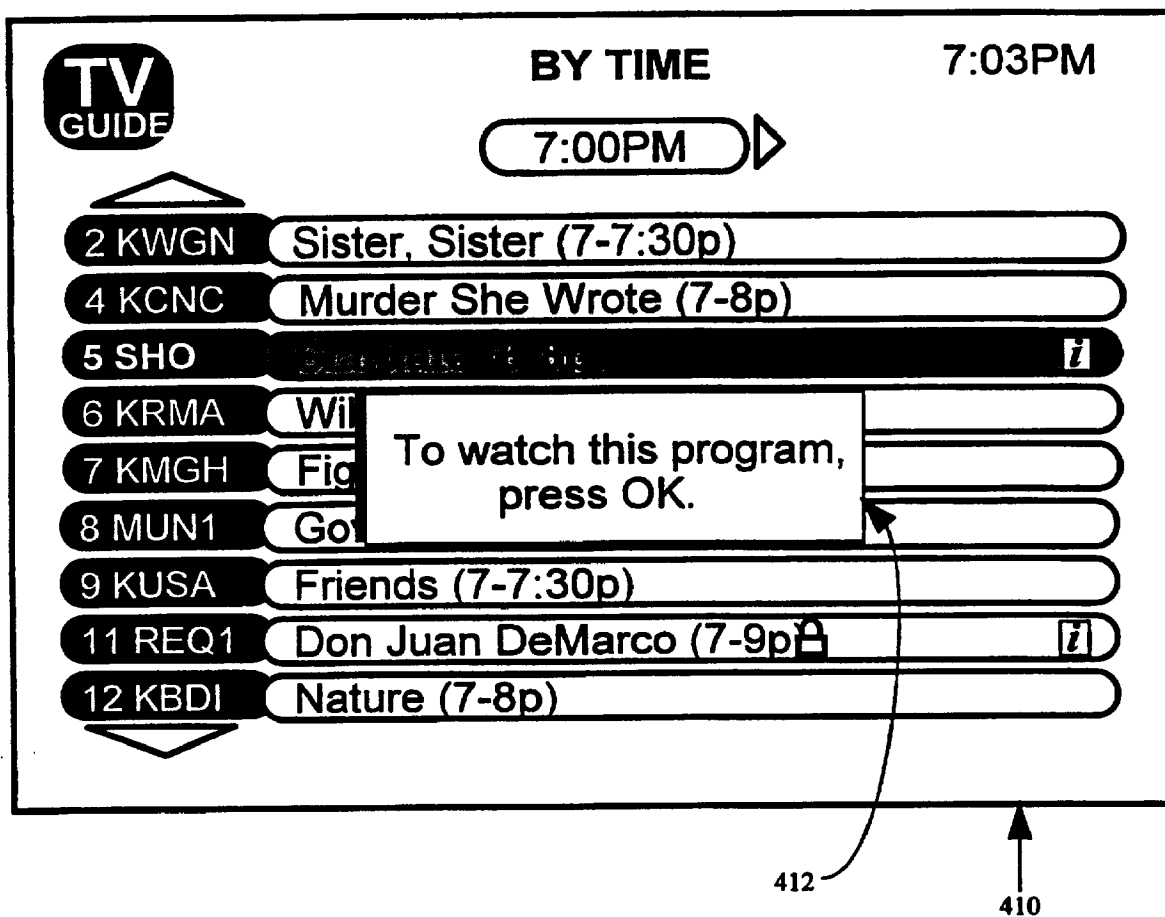 TV
GUIDE
BY TIME
7:03PM
7:00PM
2 KWGN Sister, Sister (7-7:30p)
4 KCNC Murder She Wrote (7-8p)
5 SHO i
6 KRMA Wil
7 KMGH Fig
8 MUN1 Go
9 KUSA Friends (7-7:30p)
11 REQ1 Don Juan DeMarco (7-9p i
12 KBDI Nature (7-8p)
To watch this program,
press OK.
412
410